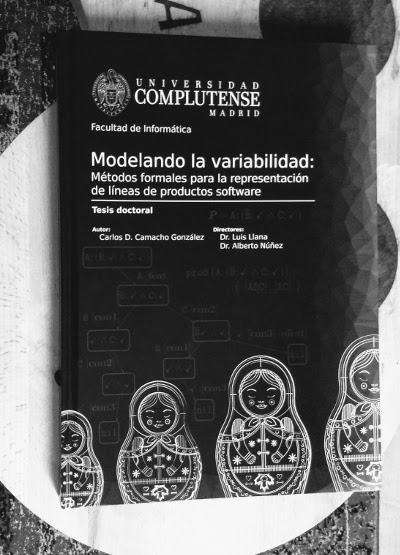 UNIVERSIDAD
COMPLUTENSE
MADRID
Facultad de Informática
Modelando la variabilidad:
Métodos formales para la representación
de líneas de productos software
Tesis doctoral
Autor:
Carlos D. Camacho González
Directores:
Dr. Luis Llana
Dr. Alberto Núñez